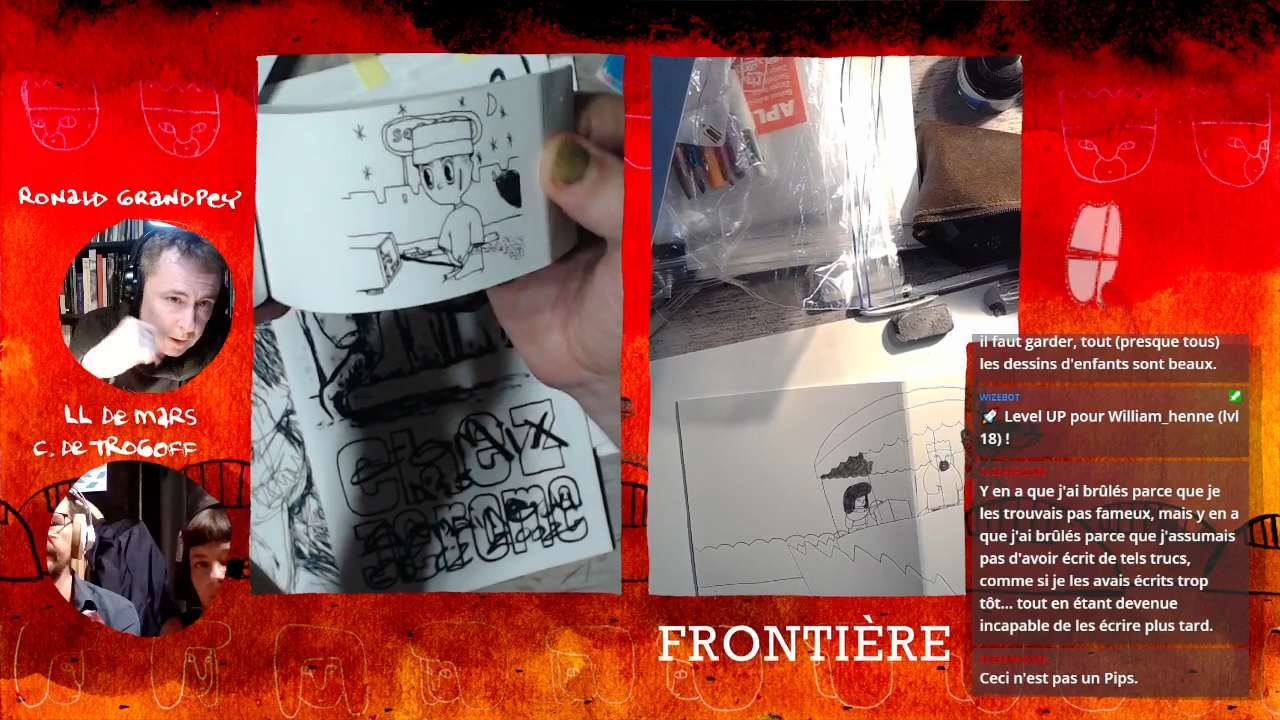 RONALD GRANDPEY
LL DE MARS
C. DE TROGOFF
APL
chez
Jerome
FRONTIÈRE
il faut garder, tout (presque tous)
les dessins d'enfants sont beaux.
WIZEBOT
🚀 Level UP pour William_henne (lvl
18) !
Y en a que j'ai brûlés parce que je
les trouvais pas fameux, mais y en a
que j'ai brûlés parce que j'assumais
pas d'avoir écrit de tels trucs,
comme si je les avais écrits trop
tôt... tout en étant devenue
incapable de les écrire plus tard.
Ceci n'est pas un Pips.